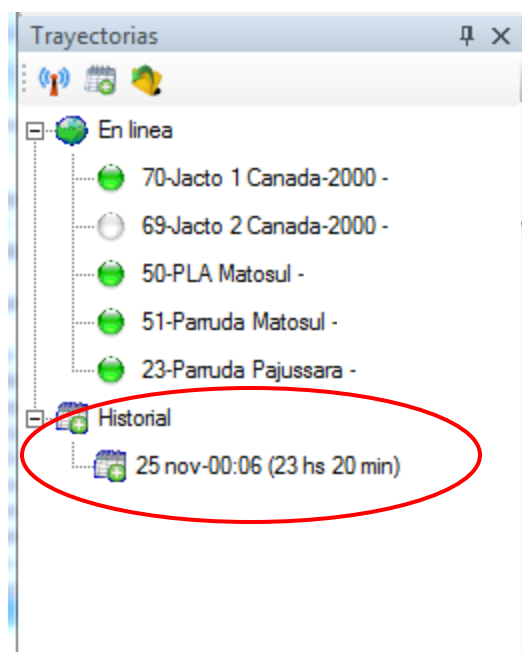 Trayectorias
En linea
70-Jacto 1 Canada-2000 -
69-Jacto 2 Canada-2000 -
50-PLA Matosul -
51-Parruda Matosul -
23-Parruda Pajussara -
Historial
25 nov-00:06 (23 hs 20 min)